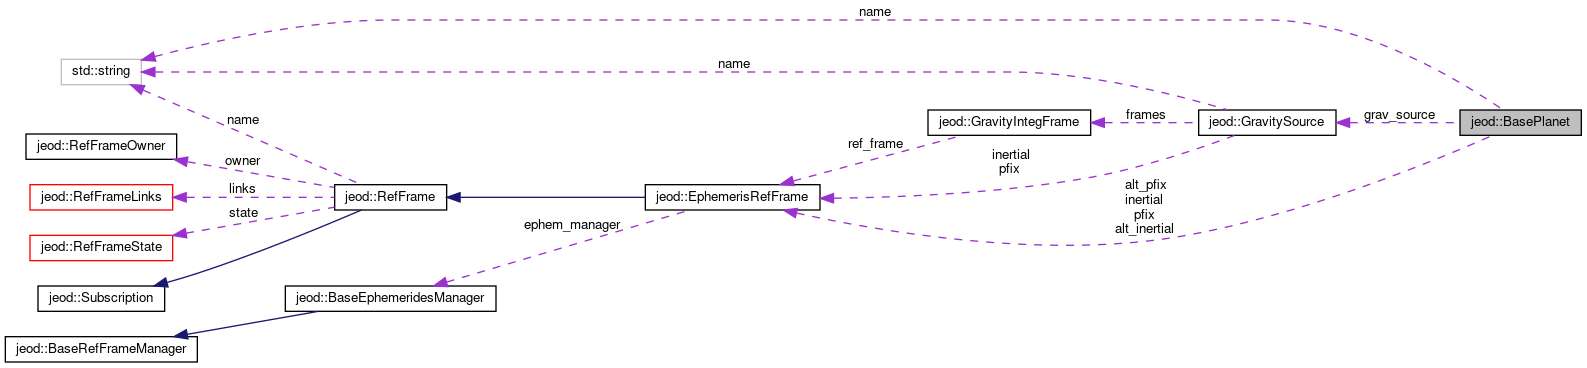 name
std::string
name
jeod::GravityIntegFrame
frames
jeod::GravitySource
grav_source
jeod::BasePlanet
name
jeod::RefFrameOwner
owner
ref_frame
inertial
pfix
jeod::RefFrameLinks
links
jeod::RefFrame
jeod::EphemerisRefFrame
alt_pfix
inertial
pfix
alt_inertial
state
jeod::RefFrameState
ephem_manager
jeod::Subscription
jeod::BaseEphemeridesManager
jeod::BaseRefFrameManager